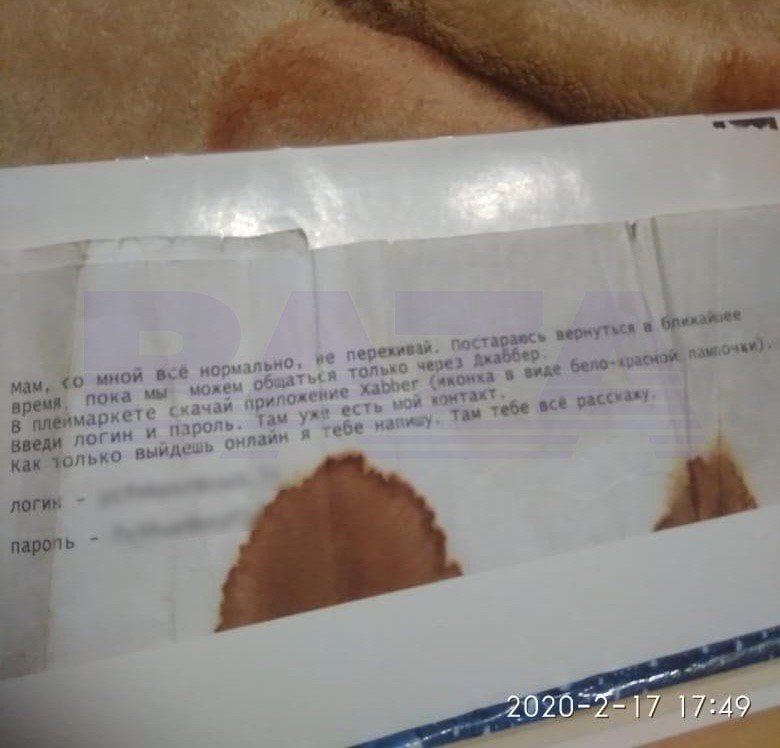 BAZA
Мам, со мной всё нормально, не переживай. Постараюсь вернуться в ближайшее
время, пока мы можем общаться только через Джаббер.
В плеймаркете скачай приложение Xabber (иконка в виде бело-красной лампочки).
Введи логин и пароль. Там уже есть мой контакт.
Как только выйдешь онлайн я тебе напишу. Там тебе всё расскажу.
логин -
пароль -
2020-2-17 17:49